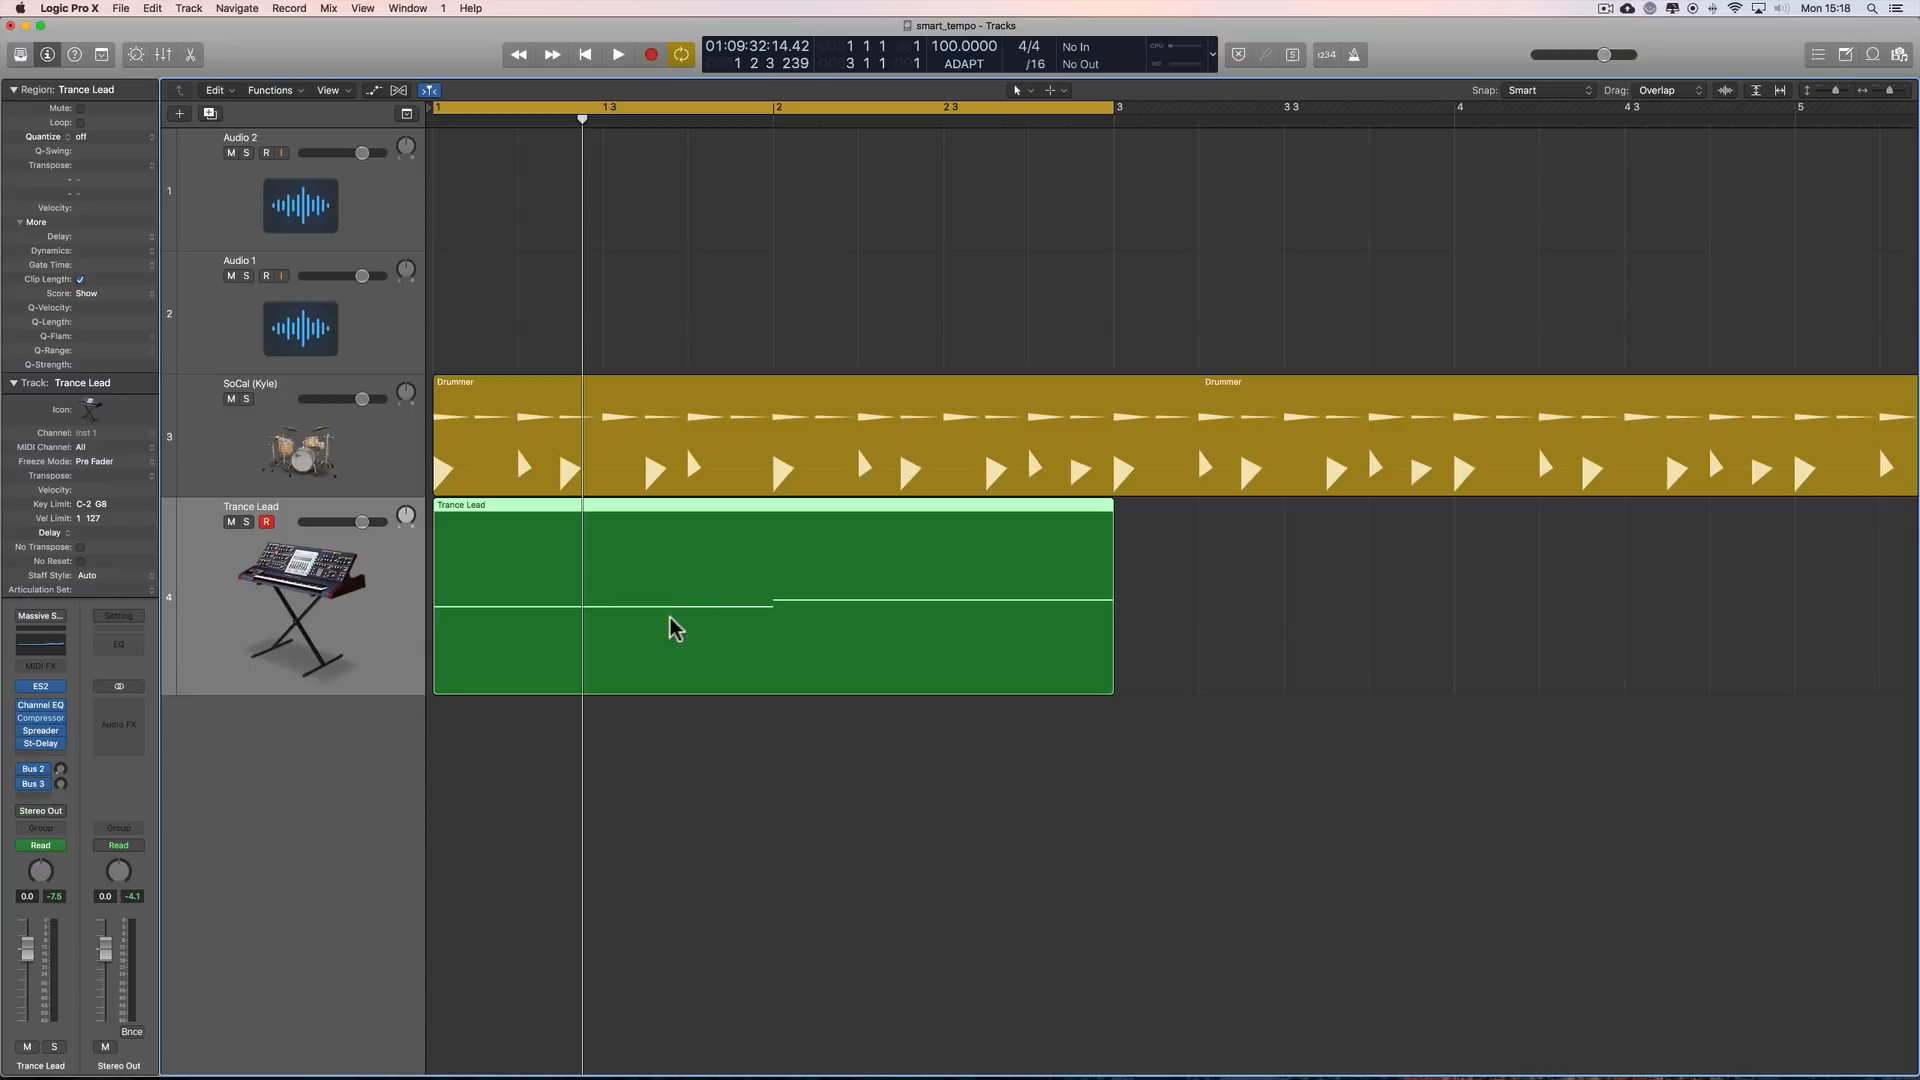 Logic Pro X File Edit Track Navigate Record Mix View Window 1 Help
Mon 15:18
smart_tempo - Tracks
01:09:32:14.42 1 1 1 1 100.0000 4/4 No In CPU
1 2 3 239 3 1 1 1 ADAPT /16 No Out HD
1234
Region: Trance Lead
Edit Functions View
Snap: Smart Drag: Overlap
1 1 3 2 2 3 3 3 3 4 4 3 5
Mute:
Loop:
Quantize off
Q-Swing:
Transpose:
- -
- -
Velocity:
More
Delay:
Dynamics:
Gate Time:
Clip Length:
Score: Show
Q-Velocity:
Q-Length:
Q-Flam:
Q-Range:
Q-Strength:
Track: Trance Lead
Icon:
Channel: Inst 1
MIDI Channel: All
Freeze Mode: Pre Fader
Transpose:
Velocity:
Key Limit: C-2 G8
Vel Limit: 1 127
Delay
No Transpose:
No Reset:
Staff Style: Auto
Articulation Set:
Massive S... Setting
EQ
MIDI FX
ES2
Channel EQ
Compressor
Spreader
St-Delay
Audio FX
Bus 2
Bus 3
Stereo Out
Group Group
Read Read
0.0 -7.5 0.0 -4.1
Bnce
M S M
Trance Lead Stereo Out
1
Audio 2
M S R I
L R
2
Audio 1
M S R I
L R
3
SoCal (Kyle)
M S
L R
Drummer Drummer
4
Trance Lead
M S R
L R
Trance Lead